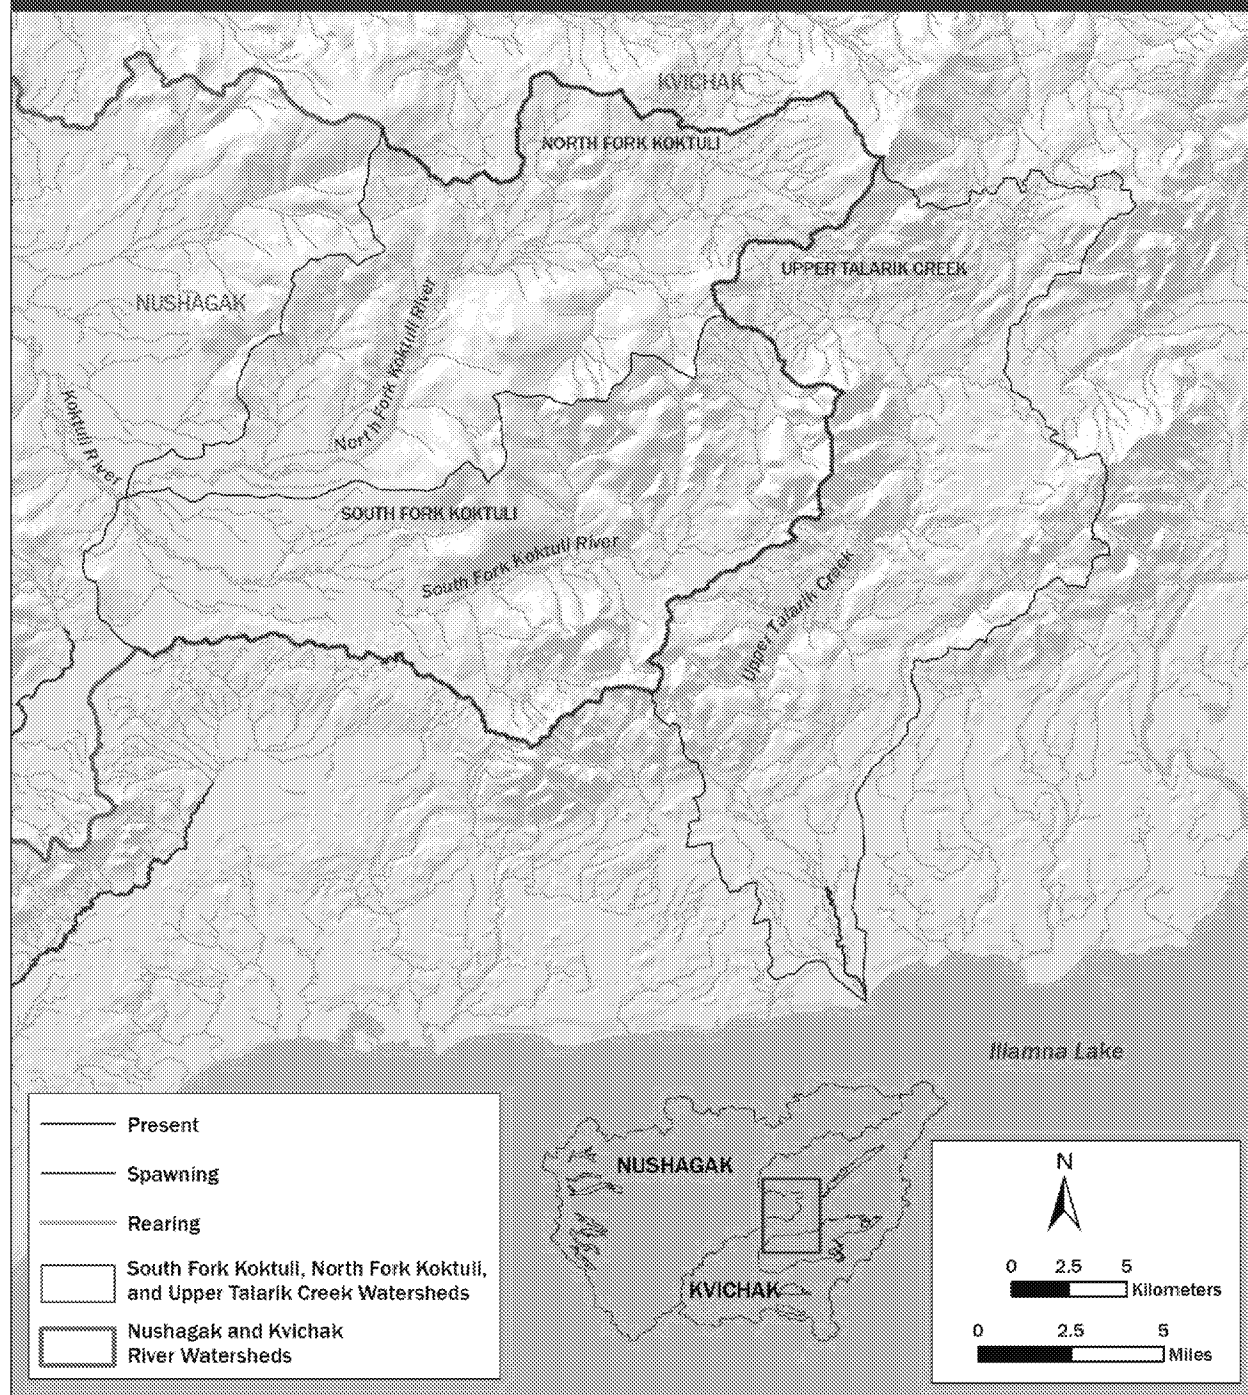 KVICHAK
NORTH FORK KOKTULI
UPPER TALARIK CREEK
NUSHAGAK
North Fork Koktuli River
Koktuli River
SOUTH FORK KOKTULI
South Fork Koktuli River
Upper Talarik Creek
Iliamna Lake
Present
Spawning
Rearing
South Fork Koktuli, North Fork Koktuli,
and Upper Talarik Creek Watersheds
Nushagak and Kvichak
River Watersheds
NUSHAGAK
KVICHAK
N
0 2.5 5
Kilometers
0 2.5 5
Miles